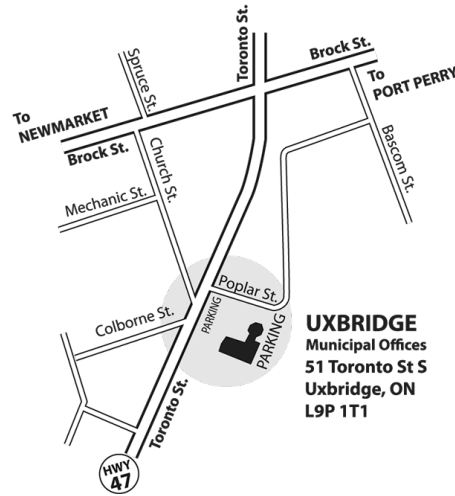 Toronto St.
Brock St.
Spruce St.
To
PORT PERRY
To
NEWMARKET
Brock St.
Church St.
Bascom St.
Mechanic St.
Poplar St.
PARKING
Colborne St.
PARKING
UXBRIDGE
Municipal Offices
51 Toronto St S
Uxbridge, ON
L9P 1T1
Toronto St.
HWY
47